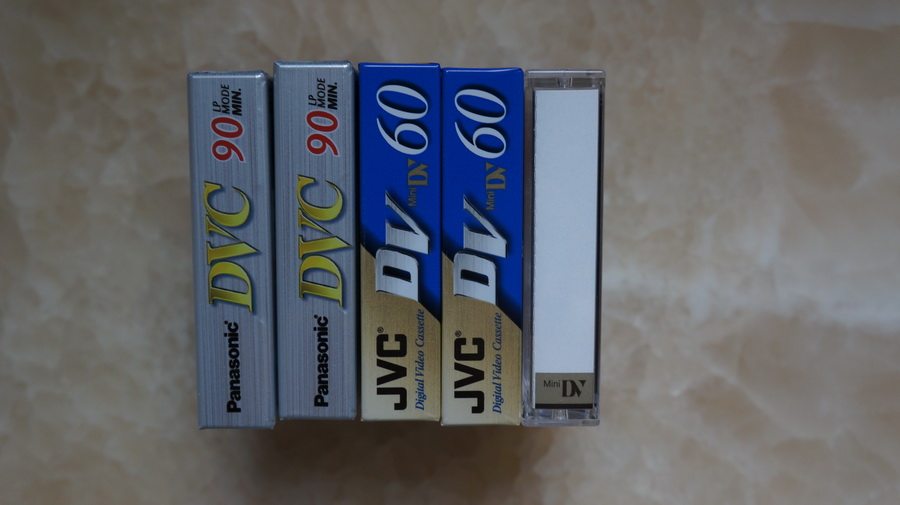 Panasonic DVC 90 LP MODE MIN.
Panasonic DVC 90 LP MODE MIN.
JVC® DV Mini DV 60
Digital Video Cassette
JVC® DV Mini DV 60
Digital Video Cassette
Mini DV